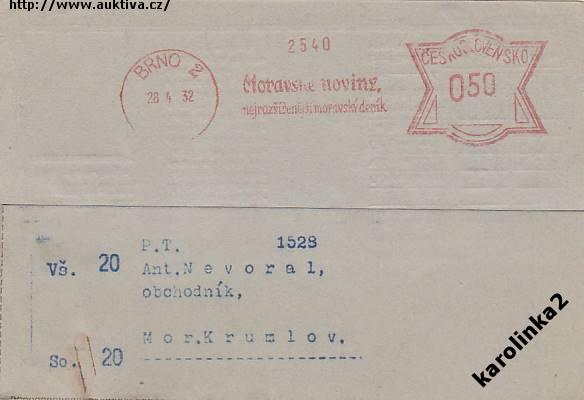 http://www.auktiva.cz/
2540
BRNO 2
28 4 32
Moravské noviny,
nejrozšířenější moravský deník
ČESKOSLOVENSKO
050
P.T. 1528
Vš. 20
Ant.Nevoral,
obchodník,
Mor.Krumlov.
So. 20
karolinka2